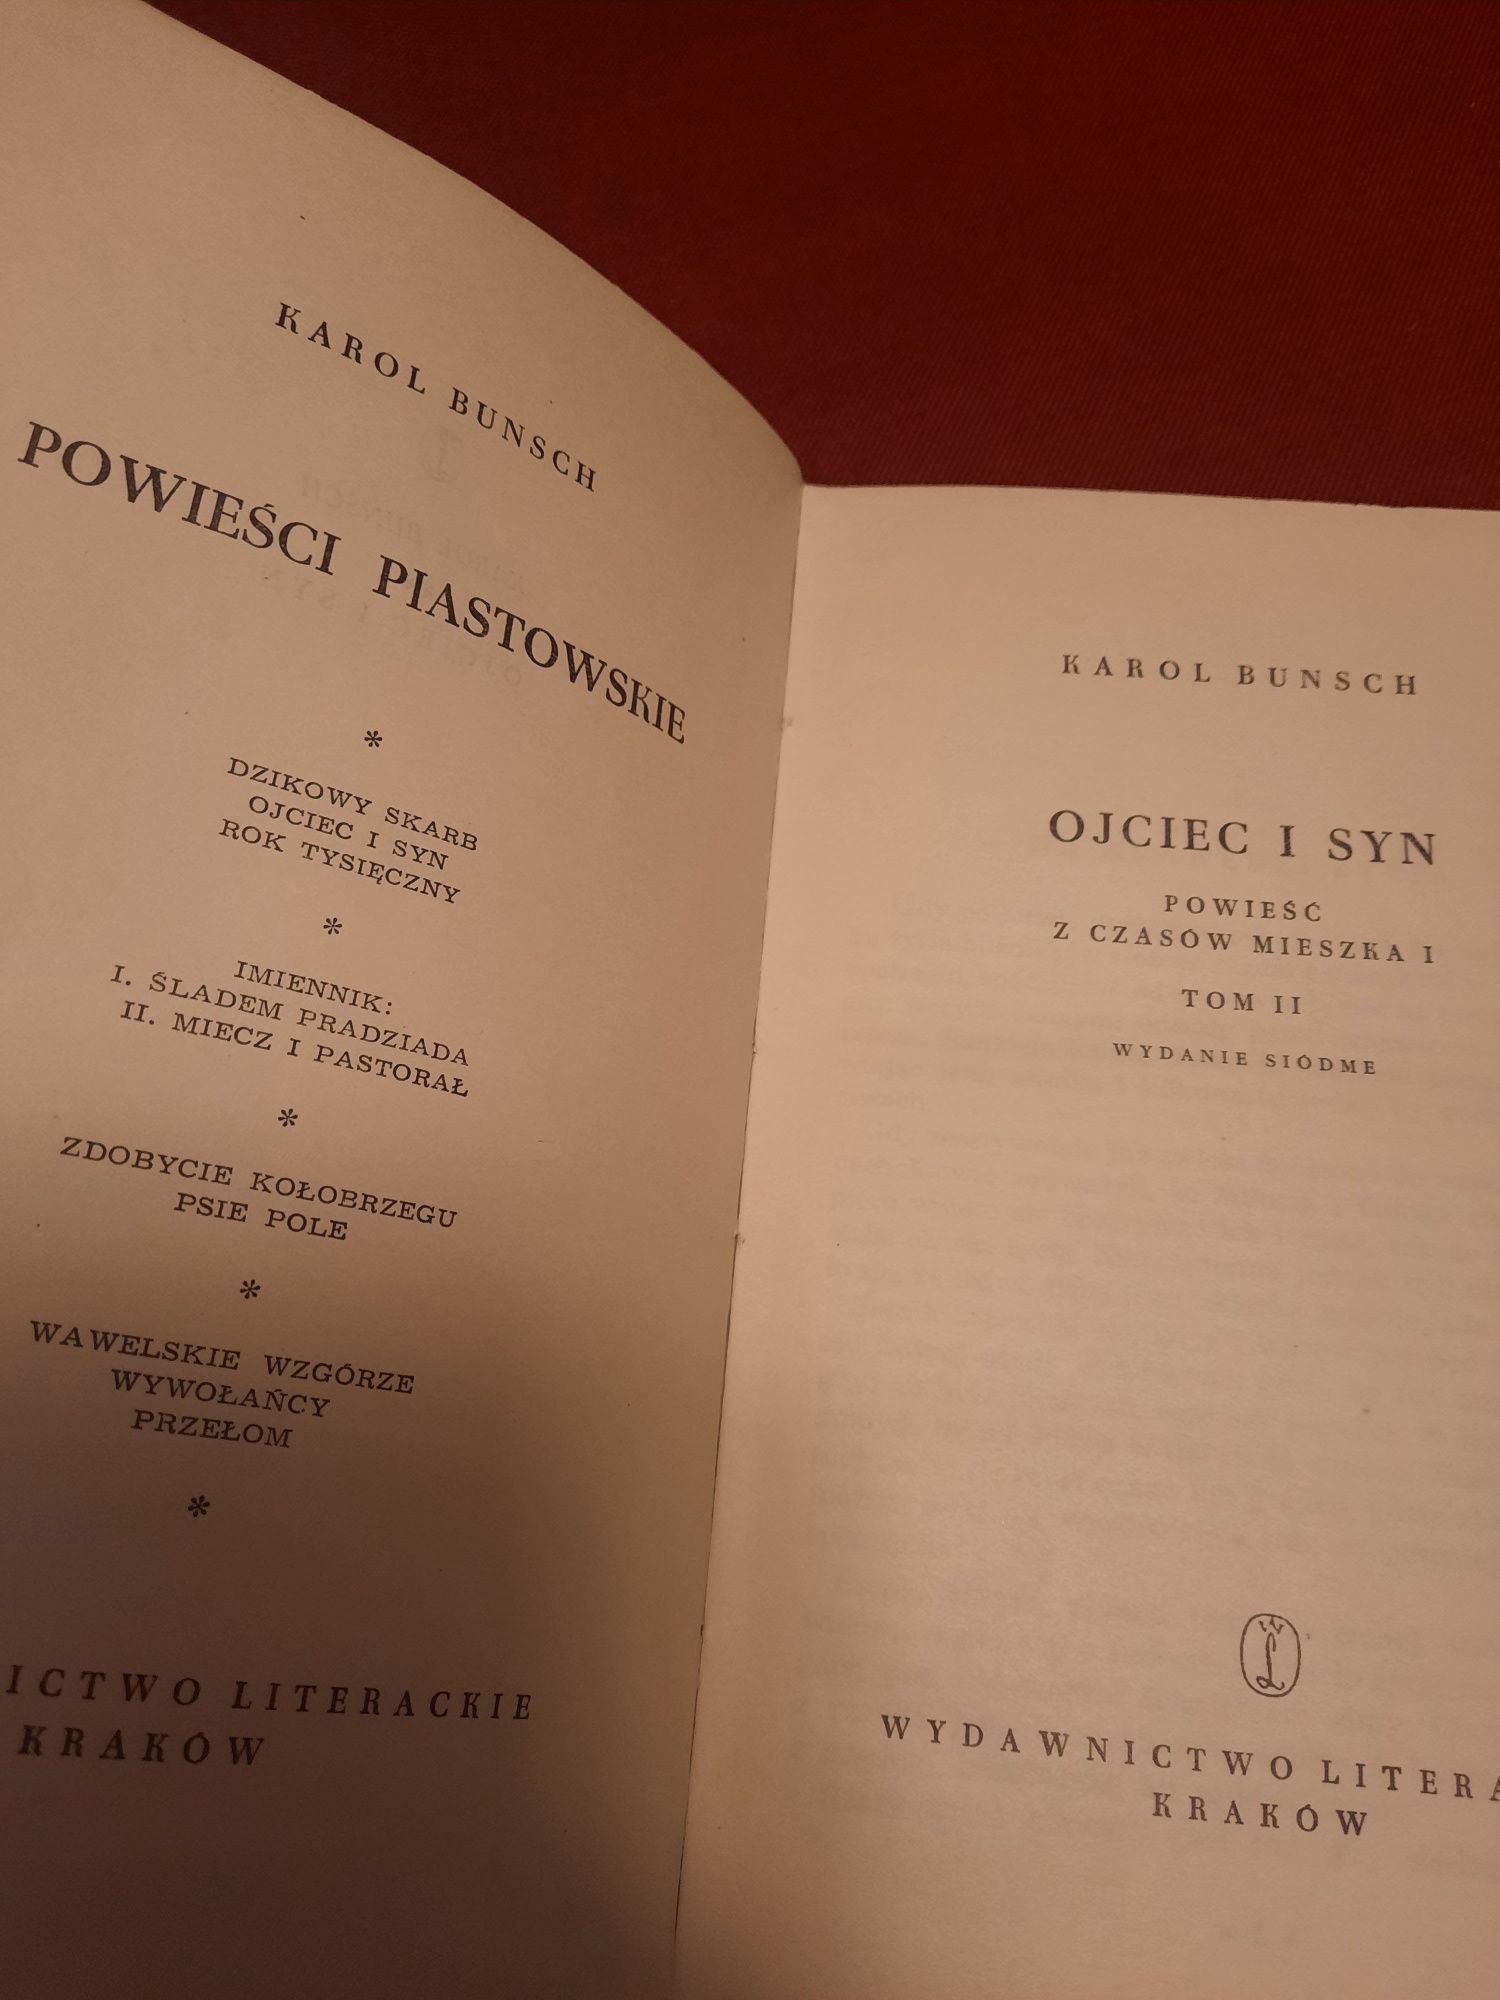 KAROL BUNSCH
POWIEŚCI PIASTOWSKIE
*
DZIKOWY SKARB
OJCIEC I SYN
ROK TYSIĘCZNY
*
IMIENNIK:
I. ŚLADEM PRADZIADA
II. MIECZ I PASTORAŁ
*
ZDOBYCIE KOŁOBRZEGU
PSIE POLE
*
WAWELSKIE WZGÓRZE
WYWOŁAŃCY
PRZEŁOM
*
ICTWO LITERACKIE
KRAKÓW
KAROL BUNSCH
OJCIEC I SYN
POWIEŚĆ
Z CZASÓW MIESZKA I
TOM II
WYDANIE SIÓDME
WL
WYDAWNICTWO LITERA
KRAKÓW